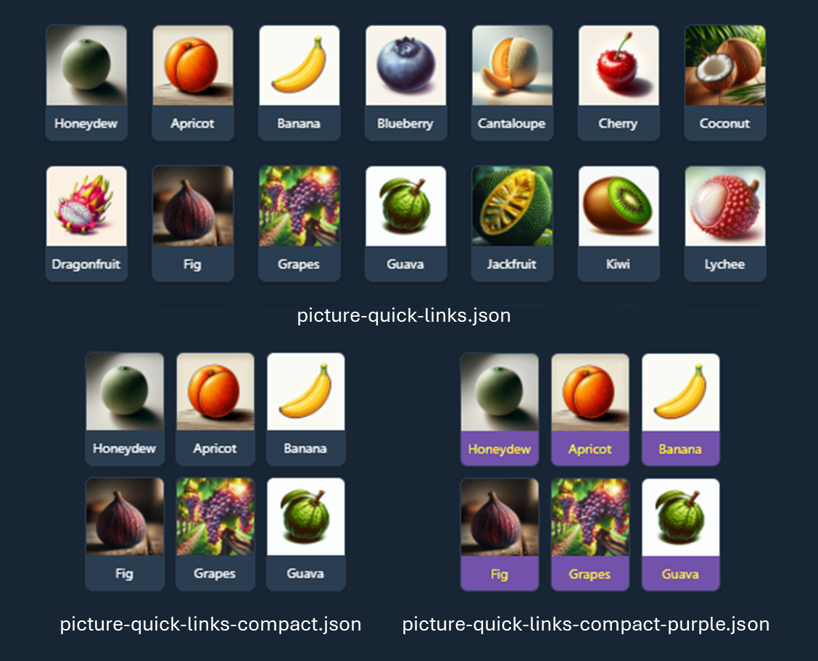 Honeydew Apricot Banana Blueberry Cantaloupe Cherry Coconut
Dragonfruit Fig Grapes Guava Jackfruit Kiwi Lychee
picture-quick-links.json
Honeydew Apricot Banana
Fig Grapes Guava
picture-quick-links-compact.json
Honeydew Apricot Banana
Fig Grapes Guava
picture-quick-links-compact-purple.json